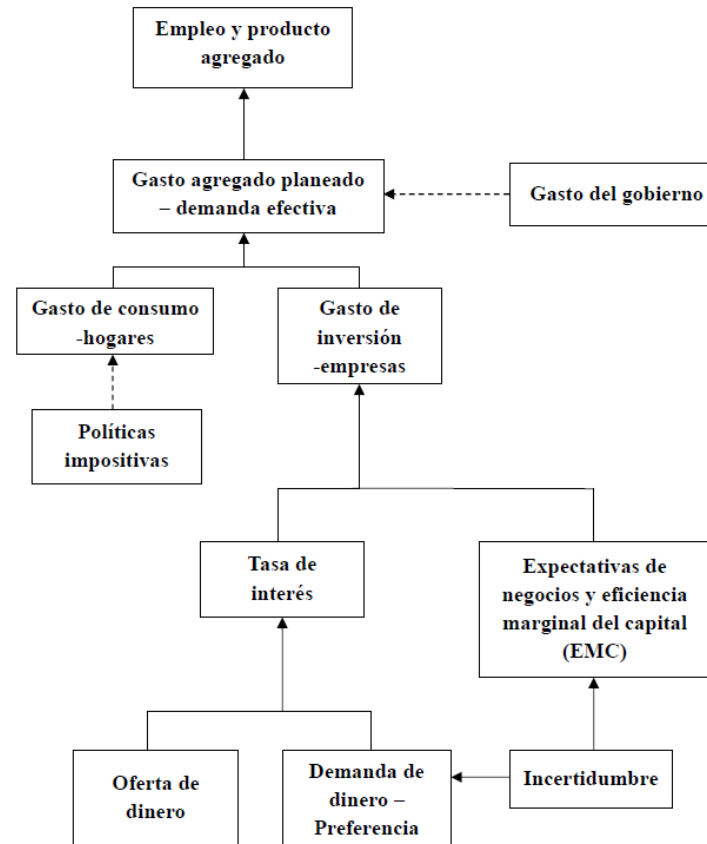 Empleo y producto
agregado
Gasto agregado planeado
– demanda efectiva
Gasto del gobierno
Gasto de consumo
-hogares
Gasto de
inversión
-empresas
Políticas
impositivas
Tasa de
interés
Expectativas de
negocios y eficiencia
marginal del capital
(EMC)
Oferta de
dinero
Demanda de
dinero –
Preferencia
Incertidumbre